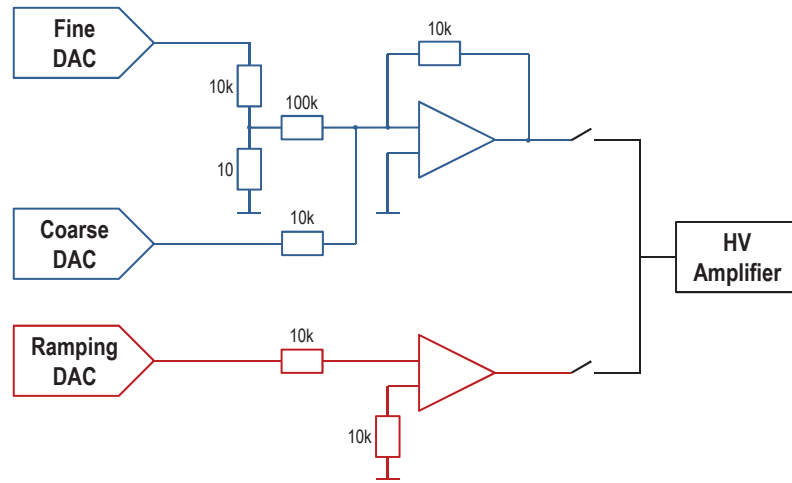 Fine
DAC
10k
10k
100k
10
Coarse
DAC
10k
HV
Amplifier
Ramping
DAC
10k
10k